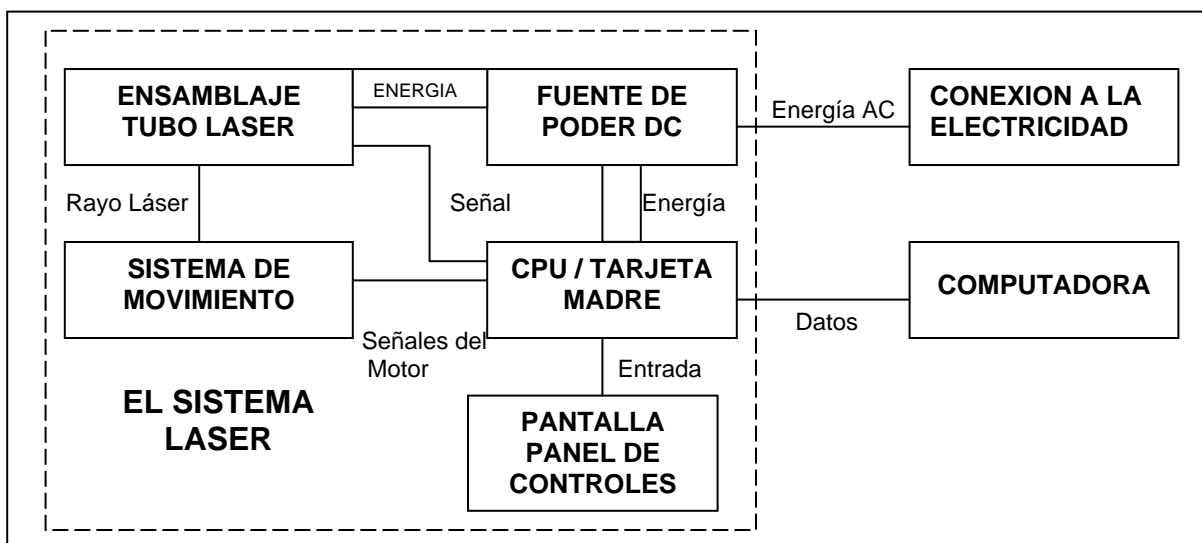 ENSAMBLAJE
TUBO LASER
ENERGIA
FUENTE DE
PODER DC
Energía AC
CONEXION A LA
ELECTRICIDAD
Rayo Láser
Señal
Energía
SISTEMA DE
MOVIMIENTO
CPU / TARJETA
MADRE
COMPUTADORA
Datos
Señales del
Motor
Entrada
EL SISTEMA
LASER
PANTALLA
PANEL DE
CONTROLES